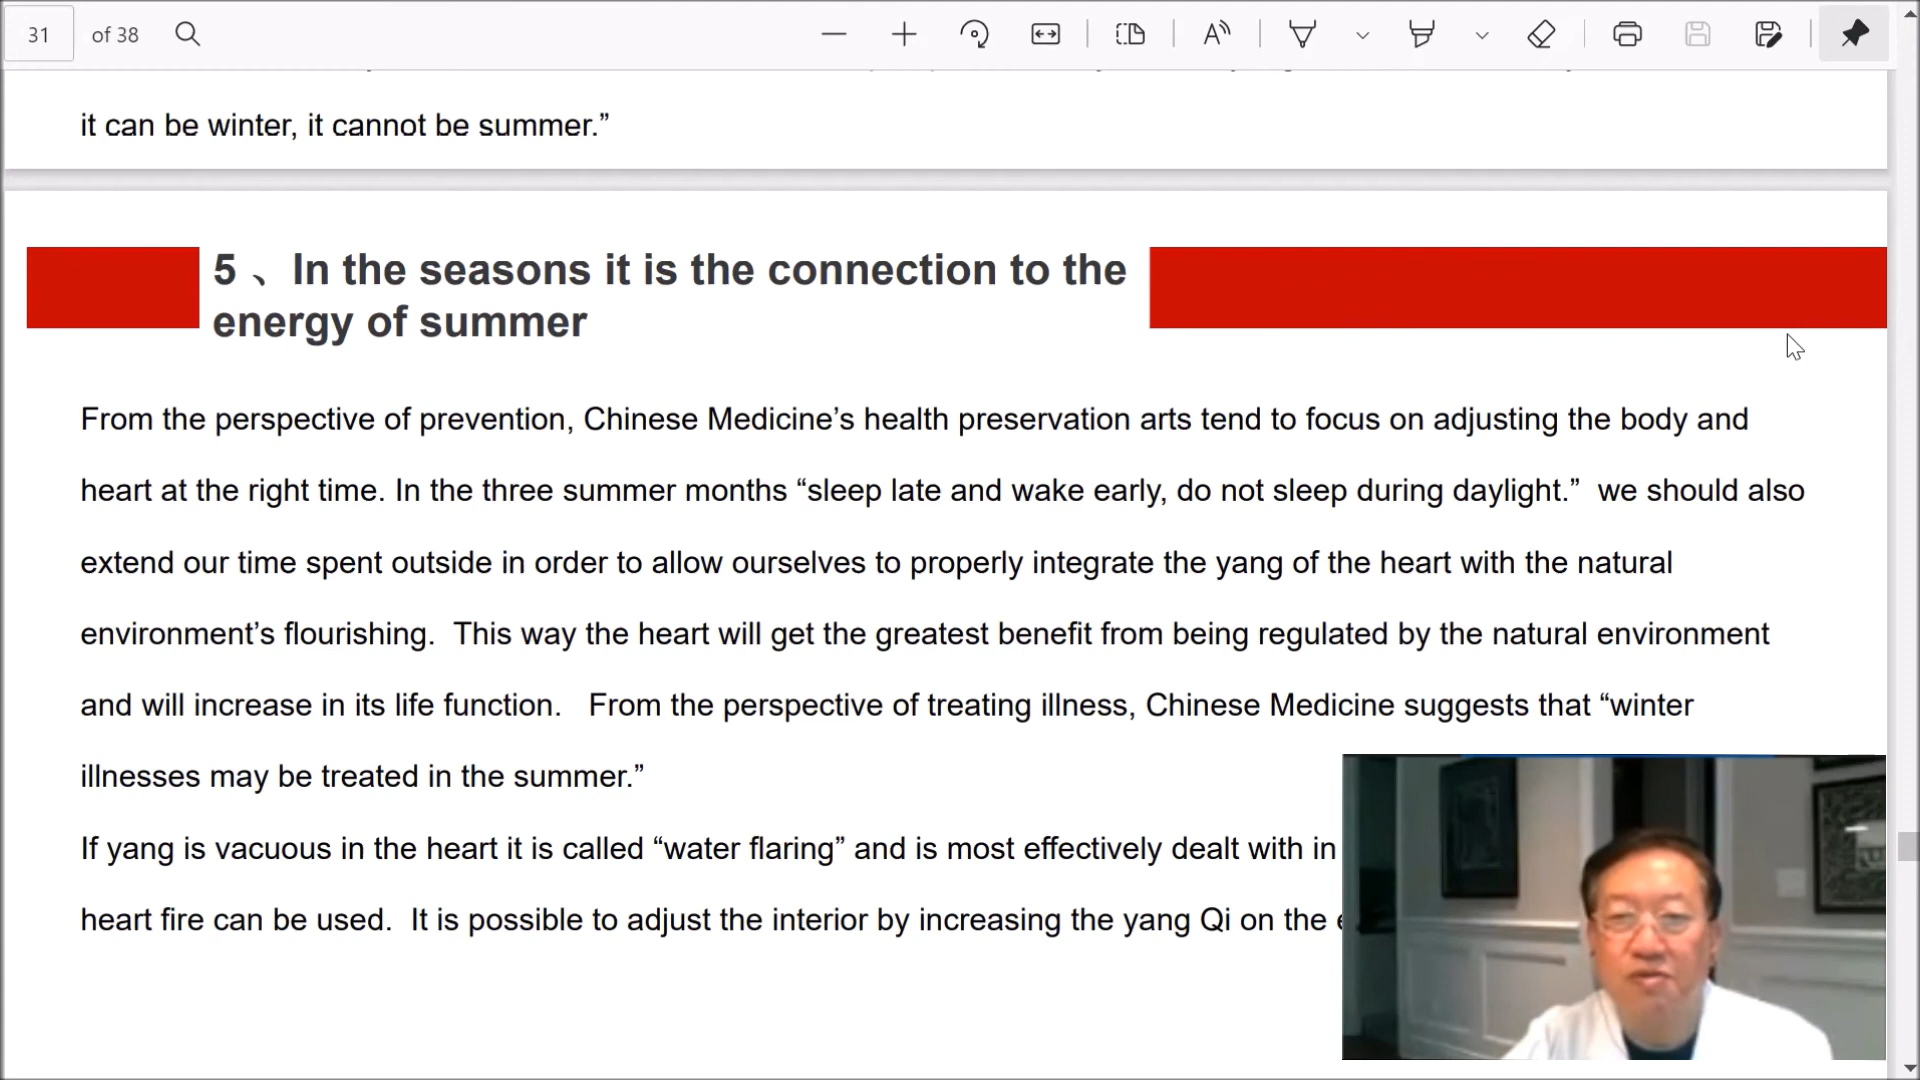 31 of 38
it can be winter, it cannot be summer.”
5 、In the seasons it is the connection to the
energy of summer
From the perspective of prevention, Chinese Medicine’s health preservation arts tend to focus on adjusting the body and
heart at the right time. In the three summer months “sleep late and wake early, do not sleep during daylight.”  we should also
extend our time spent outside in order to allow ourselves to properly integrate the yang of the heart with the natural
environment’s flourishing.  This way the heart will get the greatest benefit from being regulated by the natural environment
and will increase in its life function.   From the perspective of treating illness, Chinese Medicine suggests that “winter
illnesses may be treated in the summer.”
If yang is vacuous in the heart it is called “water flaring” and is most effectively dealt with in
heart fire can be used.  It is possible to adjust the interior by increasing the yang Qi on the